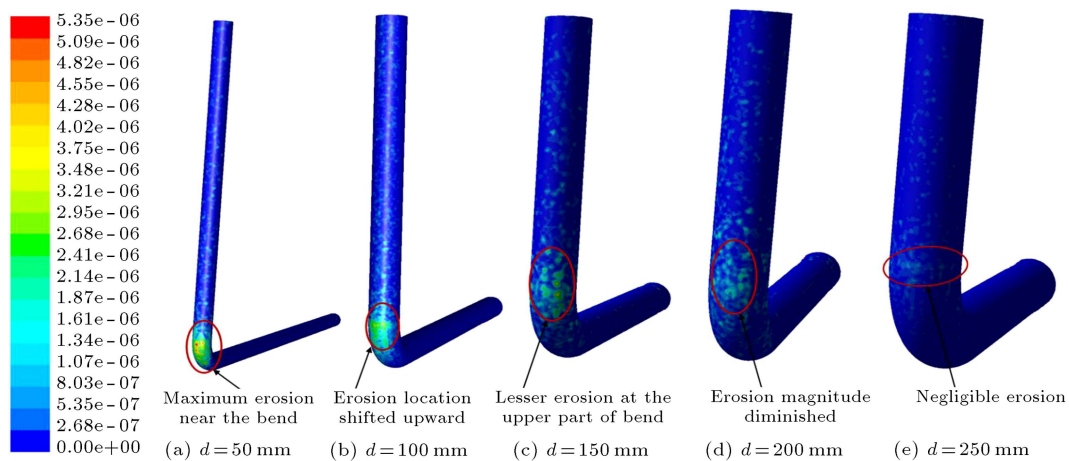 5.35e-06
5.09e-06
4.82e-06
4.55e-06
4.28e-06
4.02e-06
3.75e-06
3.48e-06
3.21e-06
2.95e-06
2.68e-06
2.41e-06
2.14e-06
1.87e-06
1.61e-06
1.34e-06
1.07e-06
8.03e-07
5.35e-07
2.68e-07
0.00e+00
Maximum erosion
near the bend
(a) d=50 mm
Erosion location
shifted upward
(b) d=100 mm
Lesser erosion at the
upper part of bend
(c) d=150 mm
Erosion magnitude
diminished
(d) d=200 mm
Negligible erosion
(e) d=250 mm